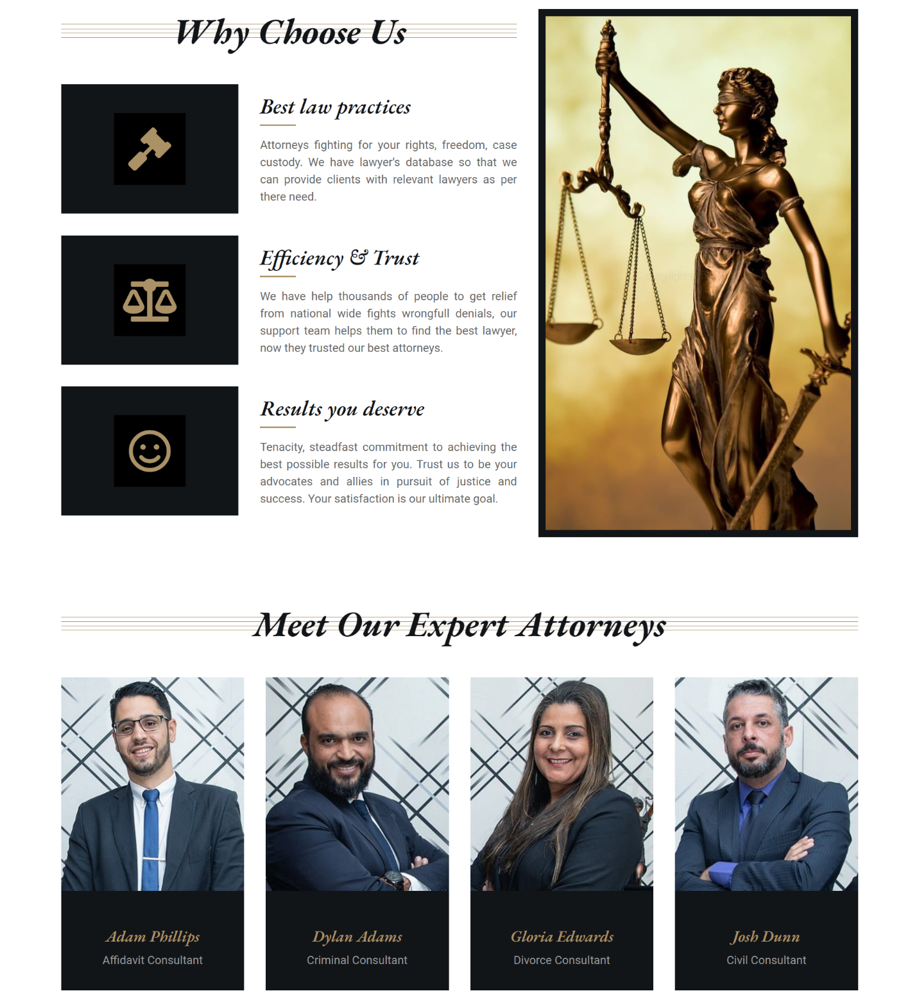 Why Choose Us
Best law practices
Attorneys fighting for your rights, freedom, case
custody. We have lawyer's database so that we
can provide clients with relevant lawyers as per
there need.
Efficiency & Trust
We have help thousands of people to get relief
from national wide fights wrongfull denials, our
support team helps them to find the best lawyer,
now they trusted our best attorneys.
Results you deserve
Tenacity, steadfast commitment to achieving the
best possible results for you. Trust us to be your
advocates and allies in pursuit of justice and
success. Your satisfaction is our ultimate goal.
Meet Our Expert Attorneys
Adam Phillips
Affidavit Consultant
Dylan Adams
Criminal Consultant
Gloria Edwards
Divorce Consultant
Josh Dunn
Civil Consultant